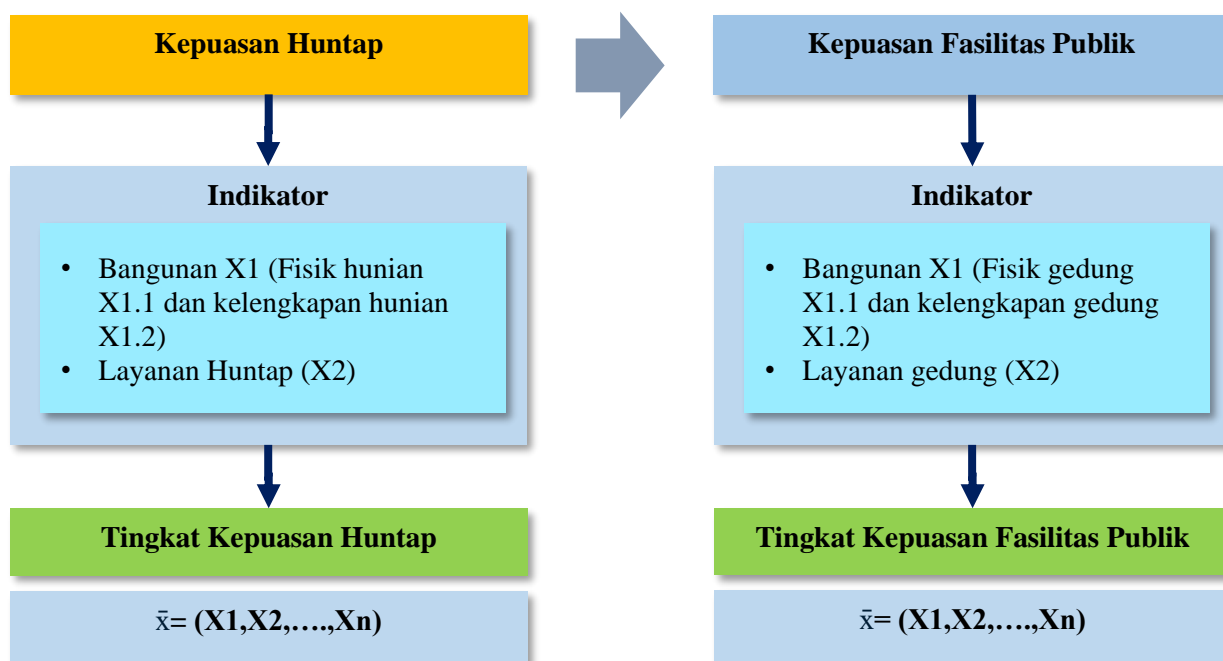 Kepuasan Huntap
Indikator
• Bangunan X1 (Fisik hunian
X1.1 dan kelengkapan hunian
X1.2)
• Layanan Huntap (X2)
Tingkat Kepuasan Huntap
x̄= (X1,X2,….,Xn)
Kepuasan Fasilitas Publik
Indikator
• Bangunan X1 (Fisik gedung
X1.1 dan kelengkapan gedung
X1.2)
• Layanan gedung (X2)
Tingkat Kepuasan Fasilitas Publik
x̄= (X1,X2,….,Xn)